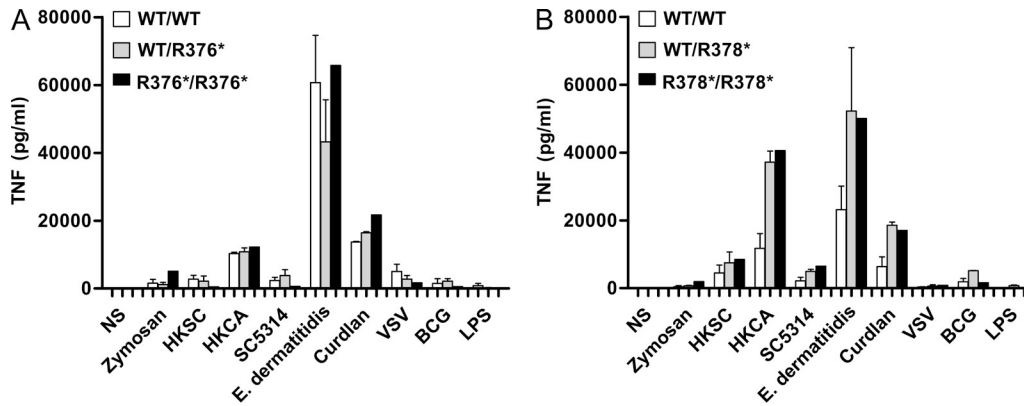 A
TNF (pg/ml)
80000
60000
40000
20000
0
WT/WT
WT/R376*
R376*/R376*
NS
Zymosan
HKSC
HKCA
SC5314
E. dermatitidis
Curdlan
VSV
BCG
LPS
B
TNF (pg/ml)
80000
60000
40000
20000
0
WT/WT
WT/R378*
R378*/R378*
NS
Zymosan
HKSC
HKCA
SC5314
E. dermatitidis
Curdlan
VSV
BCG
LPS